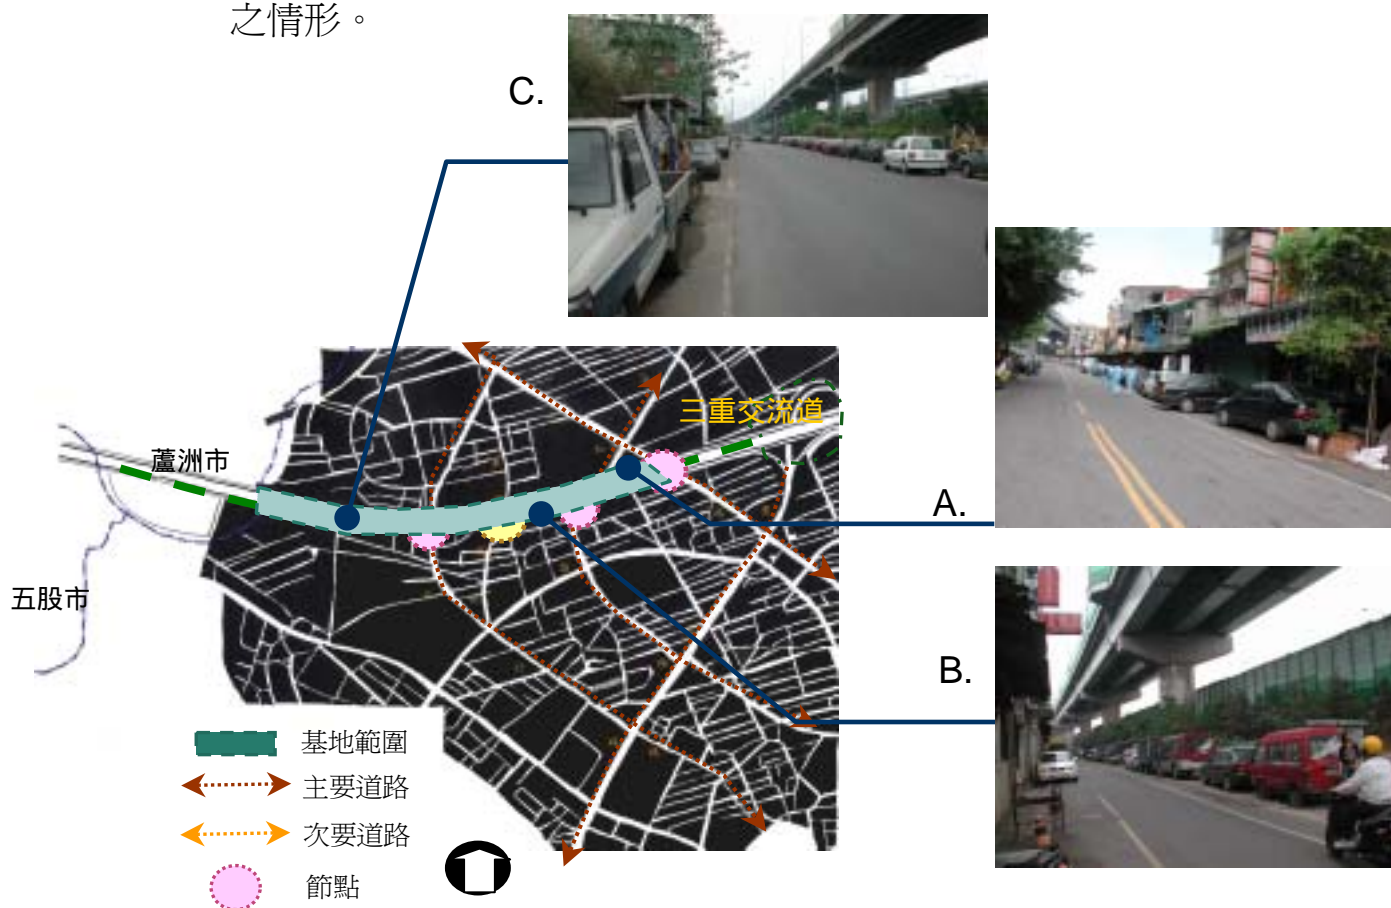 之情形。
C.
三重交流道
蘆洲市
A.
五股市
B.
基地範圍
主要道路
次要道路
節點